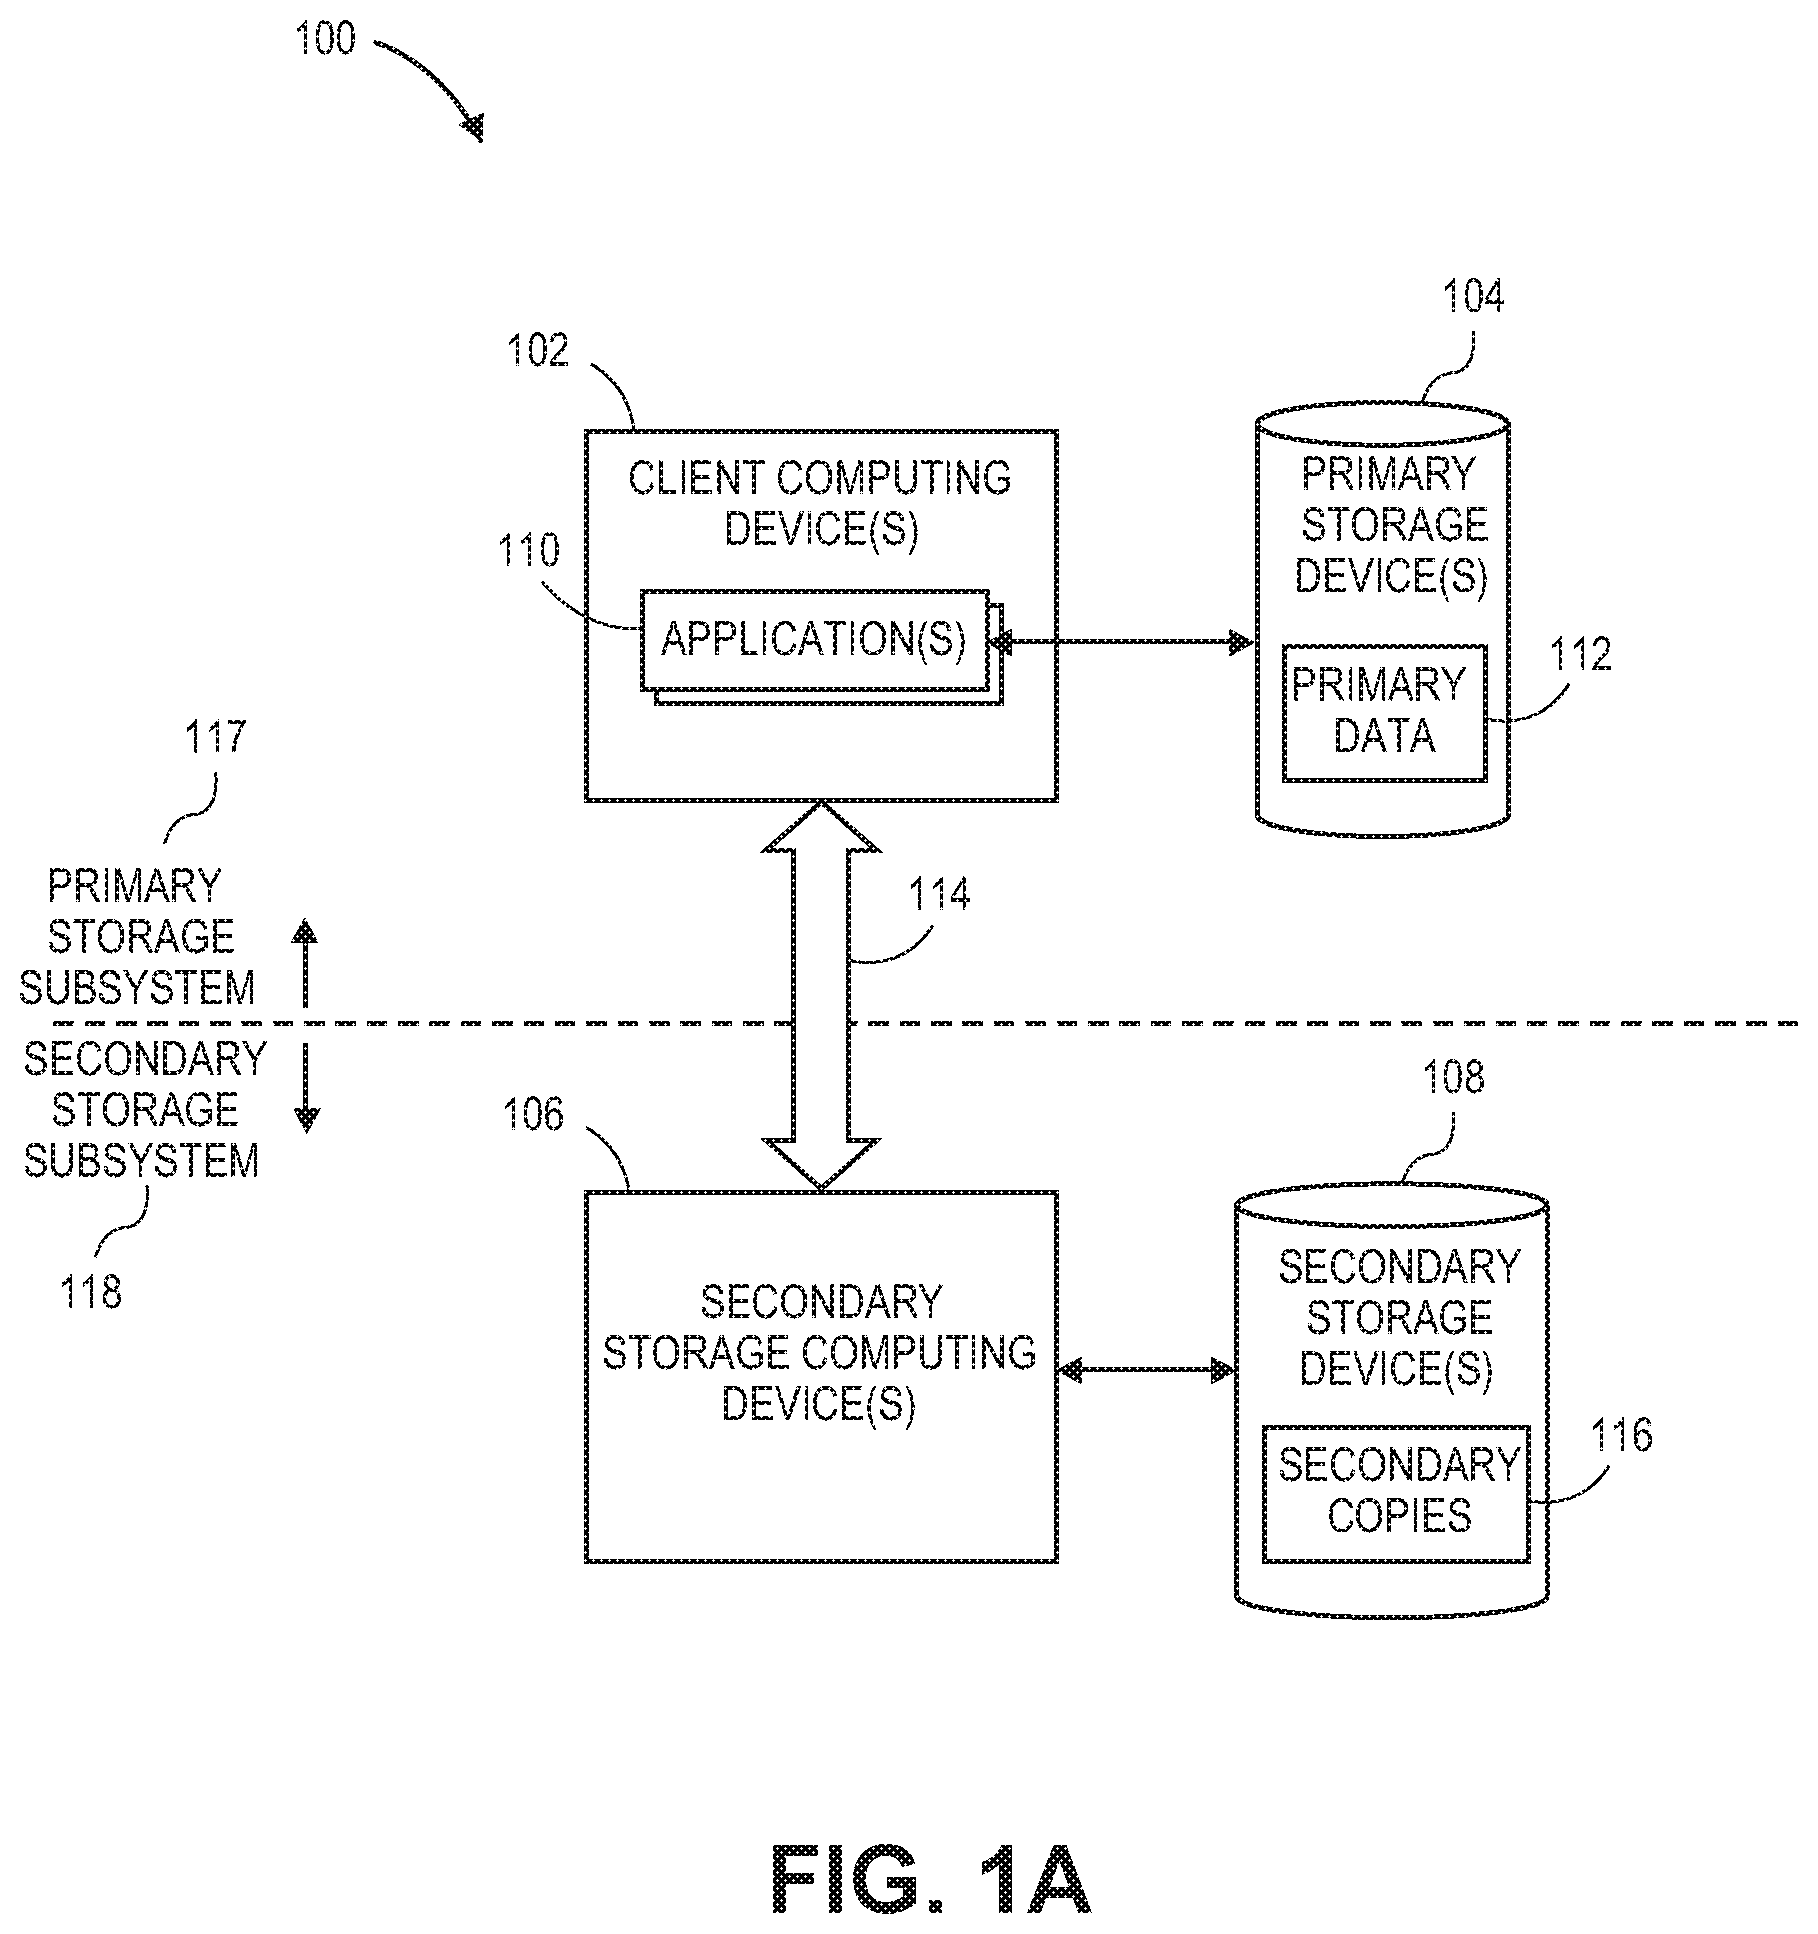 100
104
102
CLIENT COMPUTING
DEVICE(S)
110
APPLICATION(S)
PRIMARY
STORAGE
DEVICE(S)
112
PRIMARY
DATA
117
PRIMARY
STORAGE
SUBSYSTEM
114
SECONDARY
STORAGE
SUBSYSTEM
118
106
SECONDARY
STORAGE COMPUTING
DEVICE(S)
108
SECONDARY
STORAGE
DEVICE(S)
116
SECONDARY
COPIES
FIG. 1A